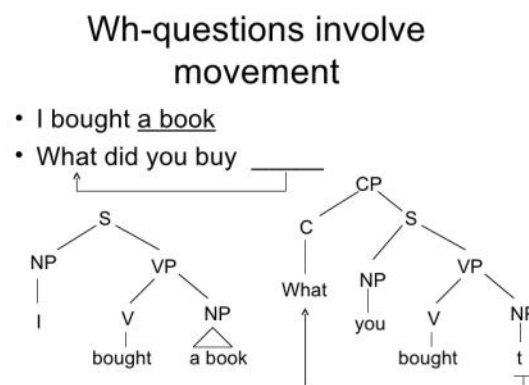 Wh-questions involve
movement
• I bought a book
• What did you buy ______
CP
S
C
S
NP
VP
What
NP
VP
I
V
NP
you
V
NP
bought
a book
bought
t